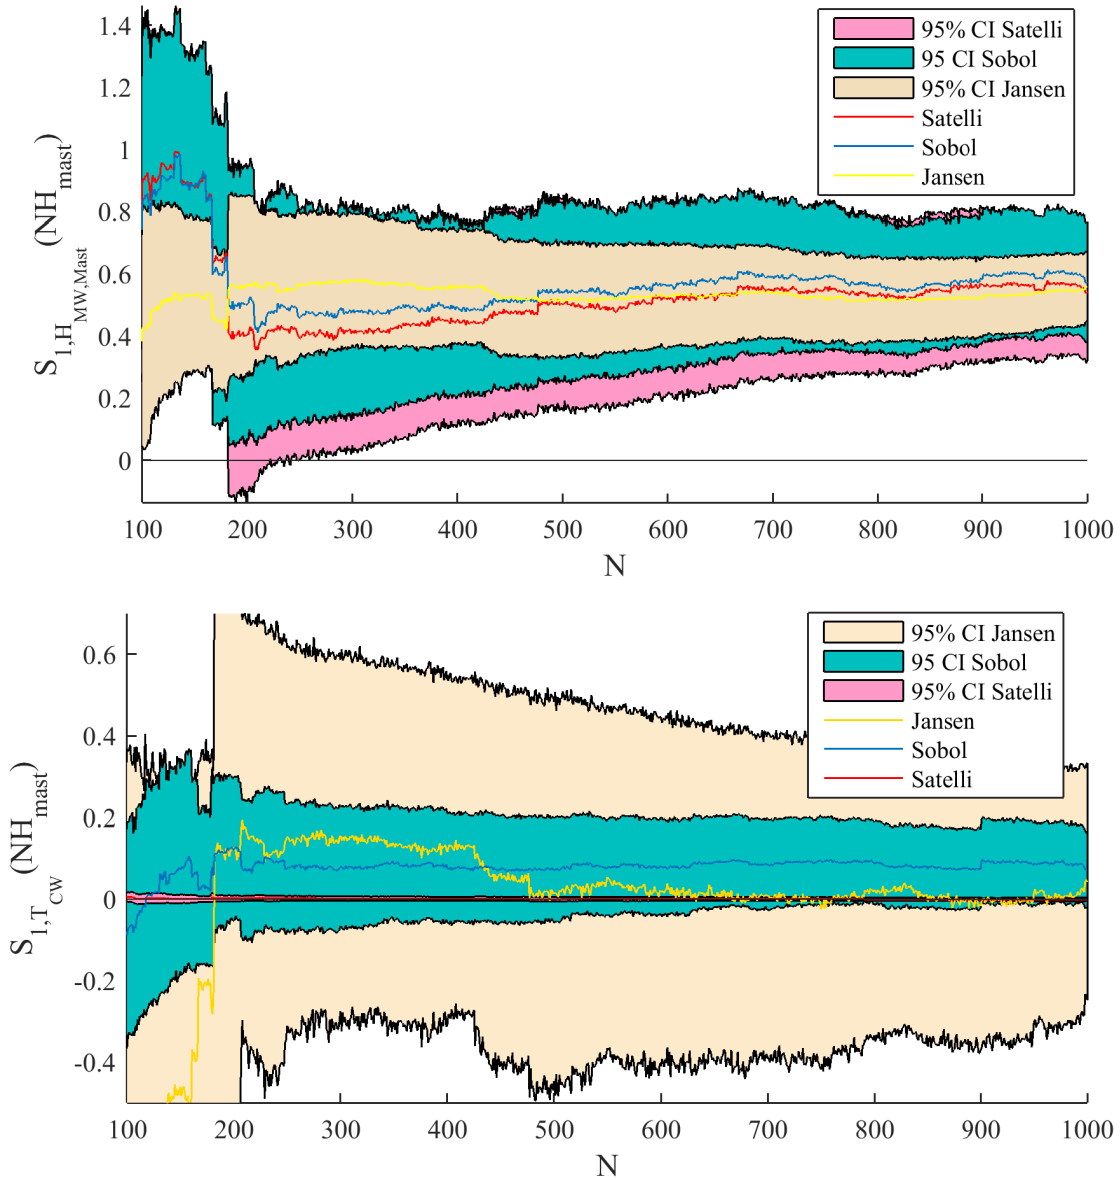 1.4
1.2
1
0.8
0.6
0.4
0.2
0
S1,HMW,Mast (NHmast)
95% CI Satelli
95 CI Sobol
95% CI Jansen
Satelli
Sobol
Jansen
100 200 300 400 500 600 700 800 900 1000
N
0.6
0.4
0.2
0
-0.2
-0.4
S1,TCW (NHmast)
95% CI Jansen
95 CI Sobol
95% CI Satelli
Jansen
Sobol
Satelli
100 200 300 400 500 600 700 800 900 1000
N